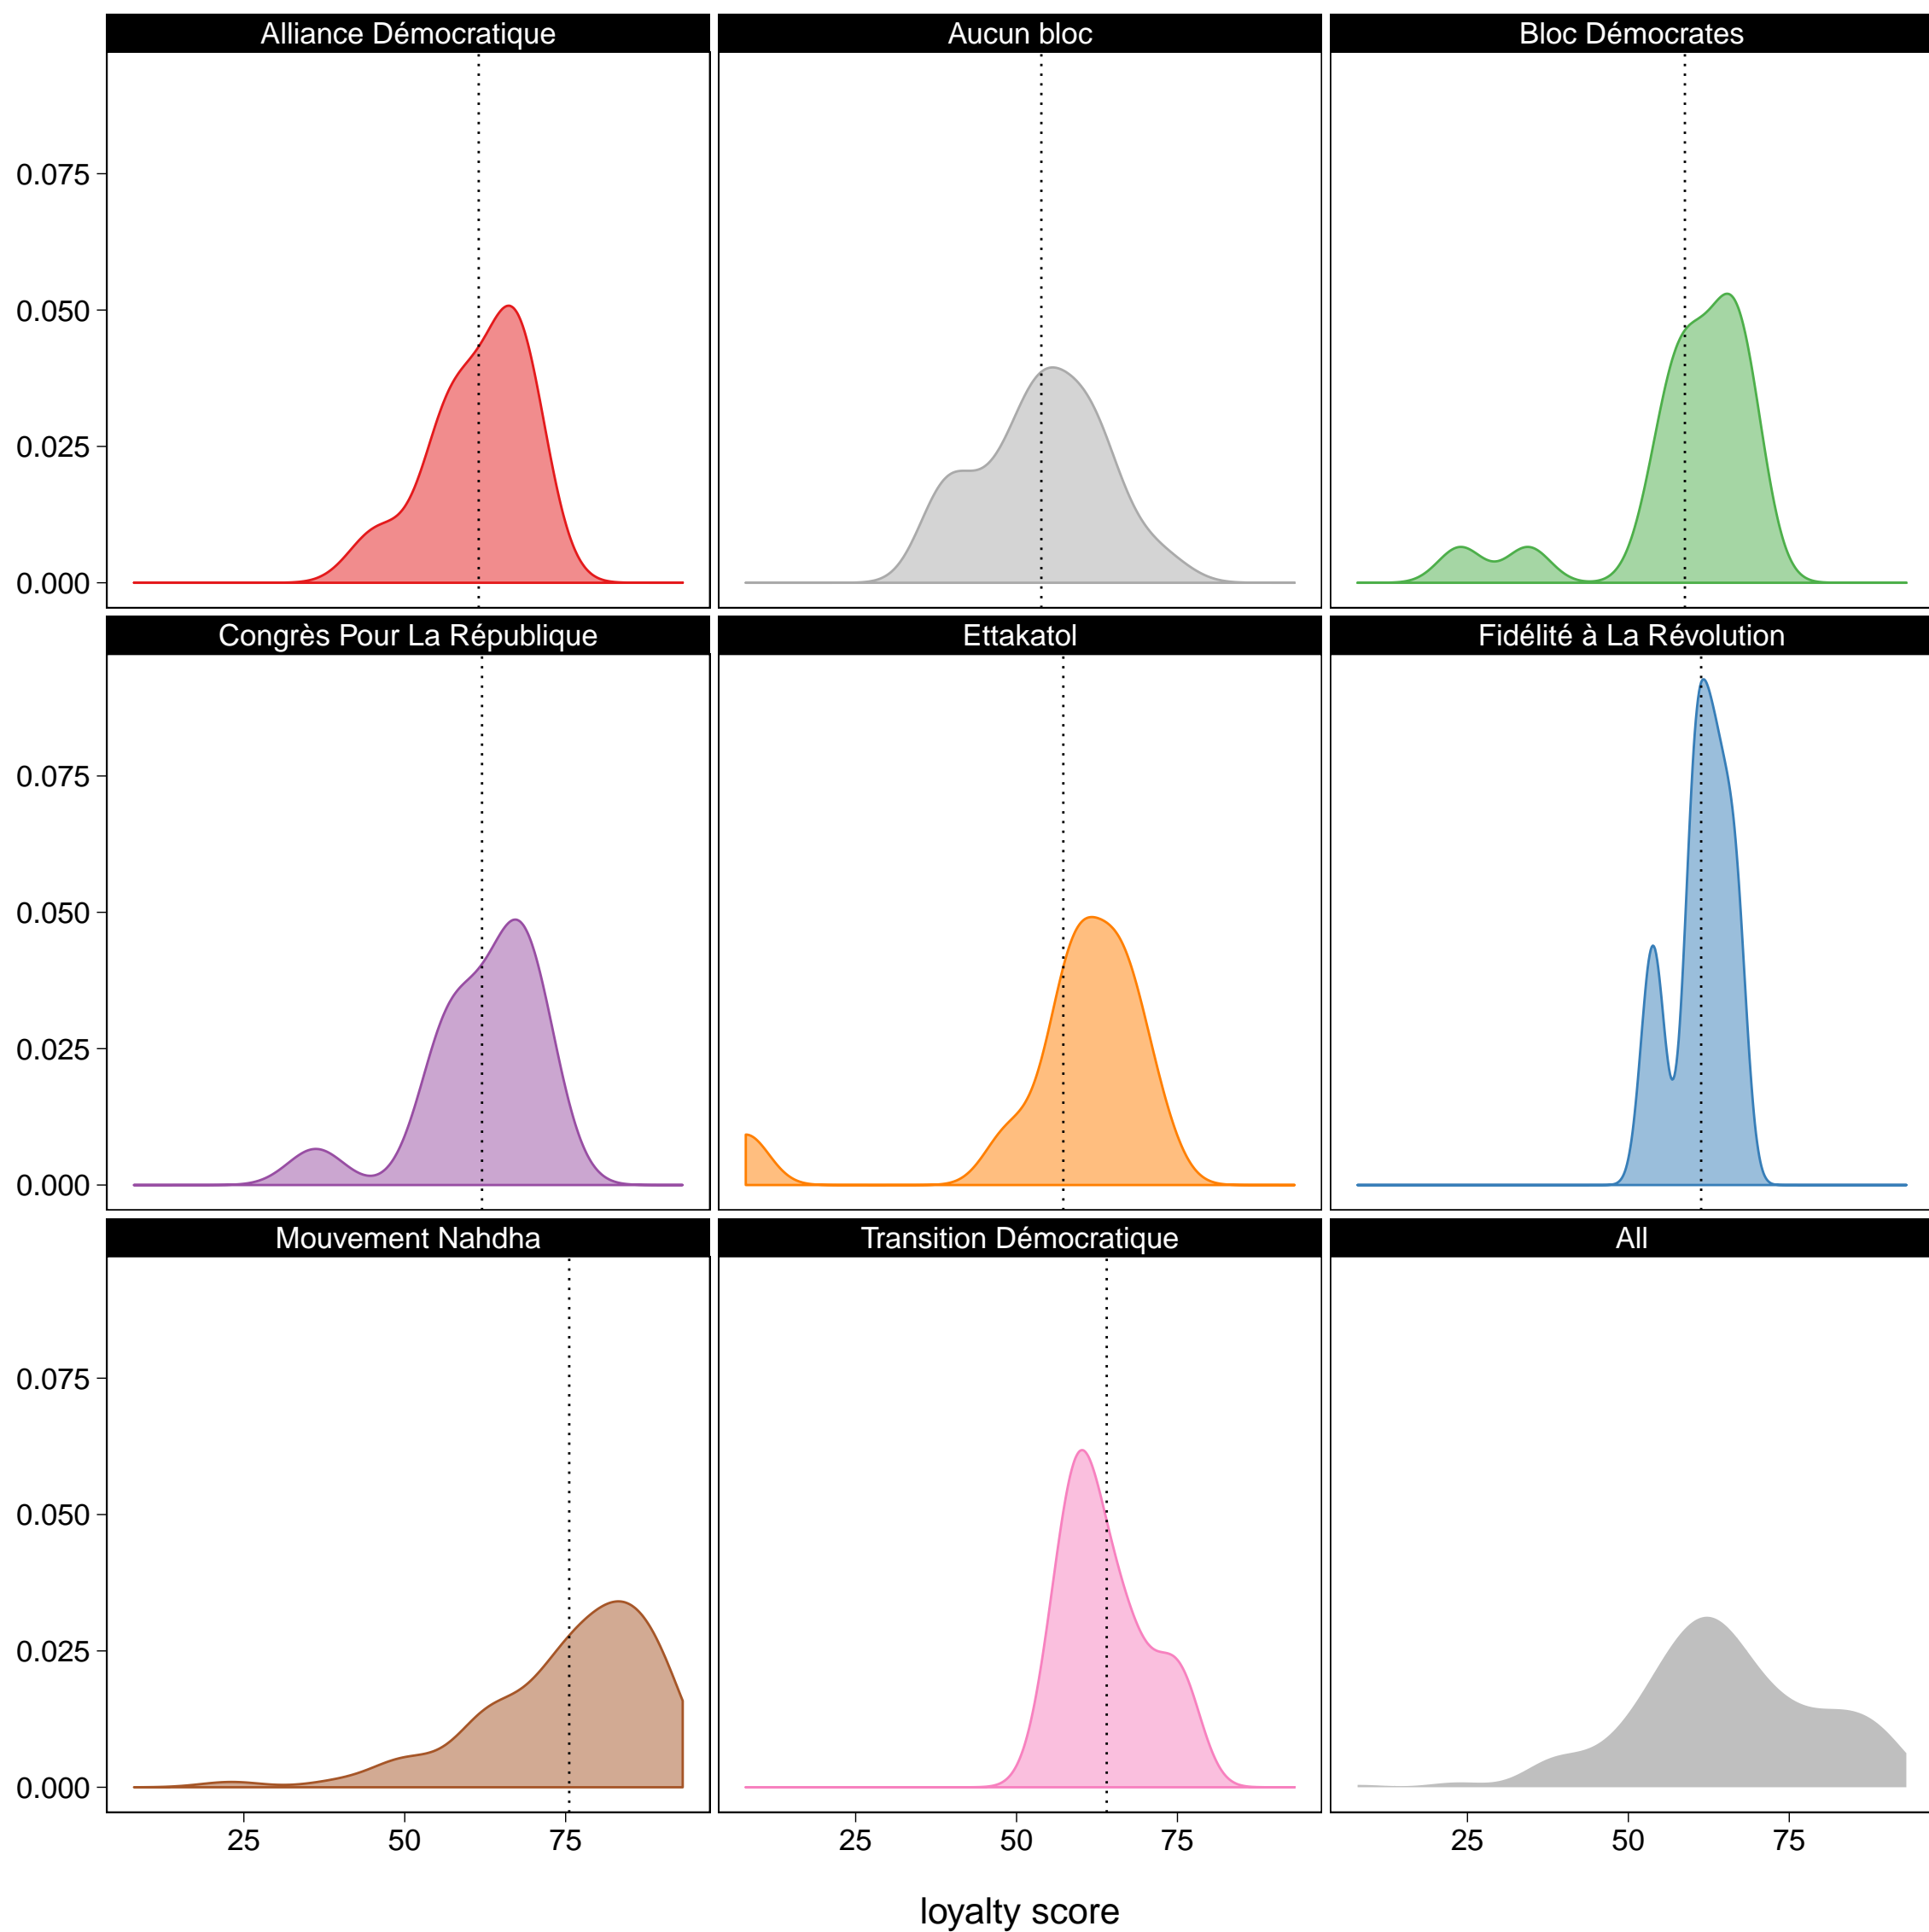 Alliance Démocratique
Aucun bloc
Bloc Démocrates
0.075
0.050
0.025
0.000
Congrès Pour La République
Ettakatol
Fidélité à La Révolution
0.075
0.050
0.025
0.000
Mouvement Nahdha
Transition Démocratique
All
0.075
0.050
0.025
0.000
25 50 75
25 50 75
25 50 75
loyalty score